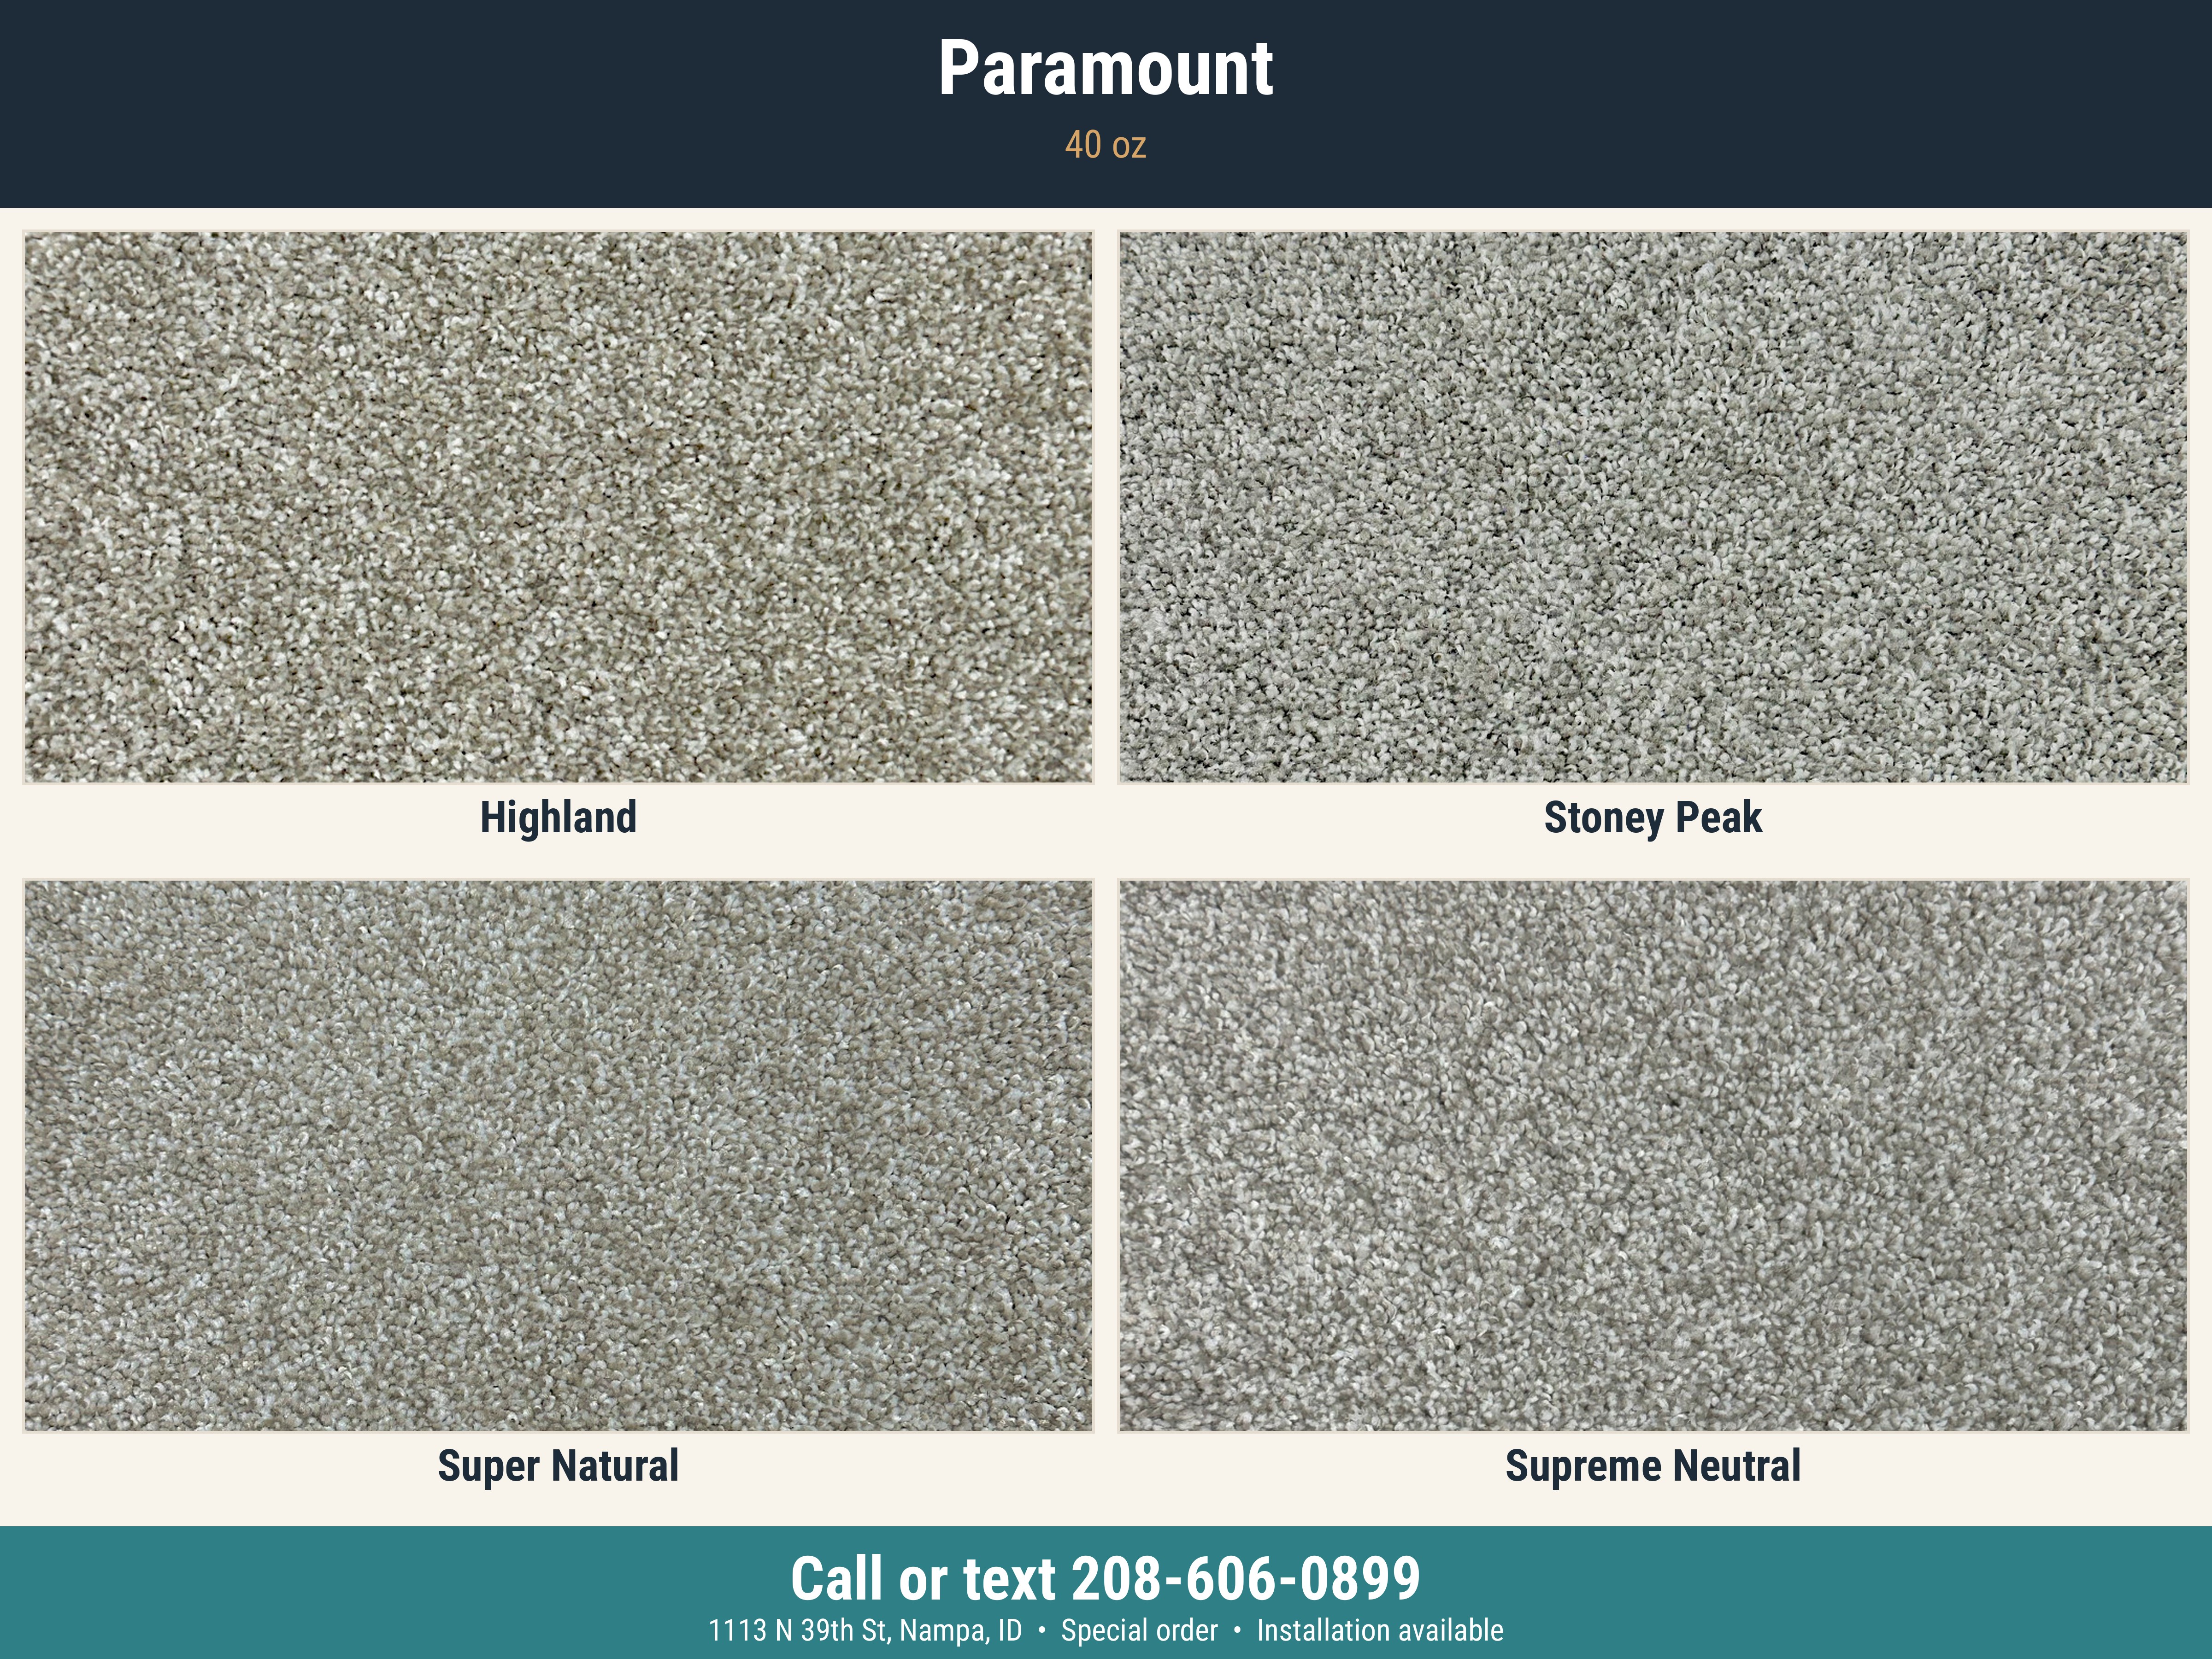 Paramount
40 oz
Highland
Stoney Peak
Super Natural
Supreme Neutral
Call or text 208-606-0899
1113 N 39th St, Nampa, ID • Special order • Installation available